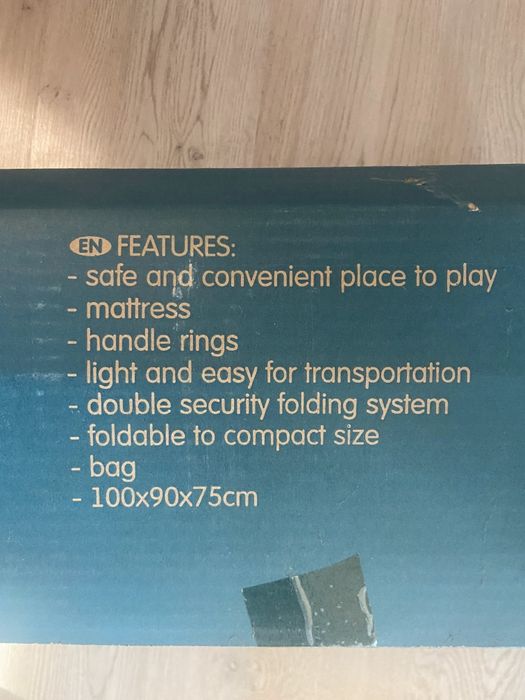 EN FEATURES:
- safe and convenient place to play
- mattress
- handle rings
- light and easy for transportation
- double security folding system
- foldable to compact size
- bag
- 100x90x75cm